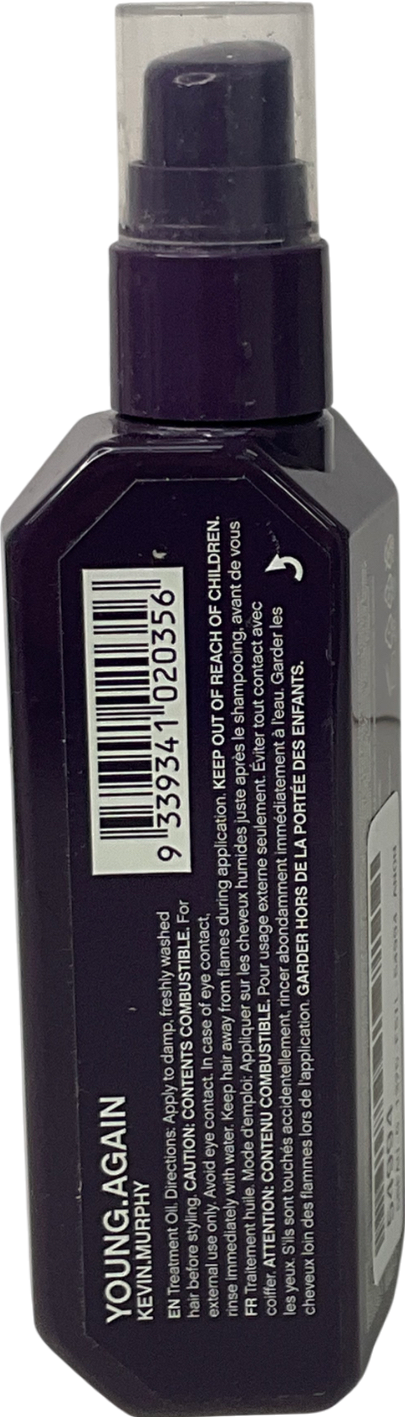 YOUNG.AGAIN
KEVIN.MURPHY
EN Treatment Oil. Directions: Apply to damp, freshly washed
hair before styling. CAUTION: CONTENTS COMBUSTIBLE. For
external use only. Avoid eye contact. In case of eye contact,
rinse immediately with water. Keep hair away from flames during application. KEEP OUT OF REACH OF CHILDREN.
FR Traitement huile. Mode d'emploi: Appliquer sur les cheveux humides juste après le shampooing, avant de vous
coiffer. ATTENTION: CONTENU COMBUSTIBLE. Pour usage externe seulement. Éviter tout contact avec
les yeux. S'ils sont touchés accidentellement, rincer abondamment immédiatement à l'eau. Garder les
cheveux loin des flammes lors de l'application. GARDER HORS DE LA PORTÉE DES ENFANTS.
9 339341 020356